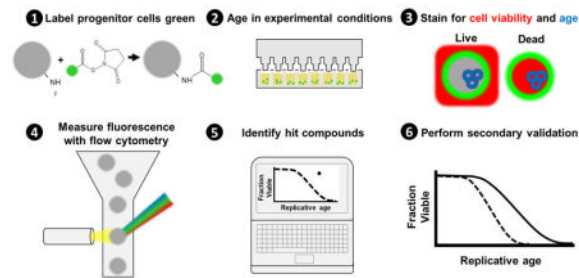 1 Label progenitor cells green
2 Age in experimental conditions
3 Stain for cell viability and age
Live
Dead
NH
2
+
O
O
O
N
O
O
NH
4 Measure fluorescence
with flow cytometry
5 Identify hit compounds
Fraction
Viable
Replicative age
6 Perform secondary validation
Fraction
Viable
Replicative age